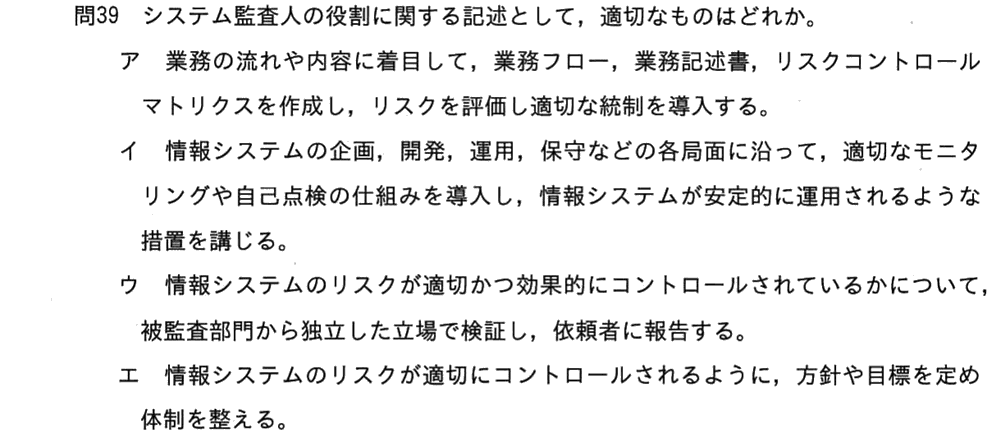 問39 システム監査人の役割に関する記述として，適切なものはどれか。
ア 業務の流れや内容に着目して，業務フロー，業務記述書，リスクコントロール
マトリクスを作成し，リスクを評価し適切な統制を導入する。
イ 情報システムの企画，開発，運用，保守などの各局面に沿って，適切なモニタ
リングや自己点検の仕組みを導入し，情報システムが安定的に運用されるような
措置を講じる。
ウ 情報システムのリスクが適切かつ効果的にコントロールされているかについて，
被監査部門から独立した立場で検証し，依頼者に報告する。
エ 情報システムのリスクが適切にコントロールされるように，方針や目標を定め
体制を整える。